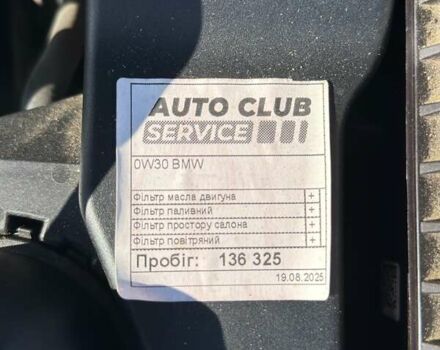 AUTO CLUB
SERVICE
0W30 BMW
Фільтр масла двигуна +
Фільтр паливний +
Фільтр простору салона +
Фільтр повітряний +
Пробіг: 136 325
19.08.2025